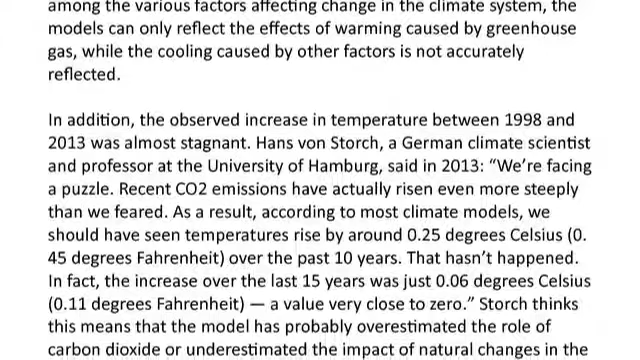 among the various factors affecting change in the climate system, the
models can only reflect the effects of warming caused by greenhouse
gas, while the cooling caused by other factors is not accurately
reflected.
In addition, the observed increase in temperature between 1998 and
2013 was almost stagnant. Hans von Storch, a German climate scientist
and professor at the University of Hamburg, said in 2013: “We’re facing
a puzzle. Recent CO2 emissions have actually risen even more steeply
than we feared. As a result, according to most climate models, we
should have seen temperatures rise by around 0.25 degrees Celsius (0.
45 degrees Fahrenheit) over the past 10 years. That hasn’t happened.
In fact, the increase over the last 15 years was just 0.06 degrees Celsius
(0.11 degrees Fahrenheit) — a value very close to zero.” Storch thinks
this means that the model has probably overestimated the role of
carbon dioxide or underestimated the impact of natural changes in the